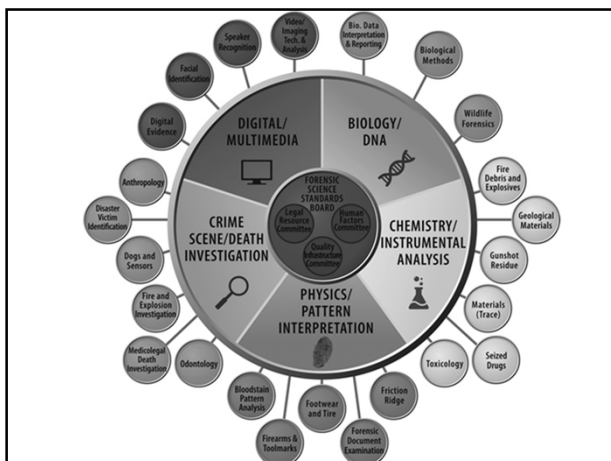 Video/
Imaging
Tech. &
Analysis
Bio. Data
Interpretation
& Reporting
Speaker
Recognition
Biological
Methods
Facial
Identification
Wildlife
Forensics
Digital
Evidence
DIGITAL/
MULTIMEDIA
BIOLOGY/
DNA
Anthropology
Fire
Debris and
Explosives
Disaster
Victim
Identification
Geological
Materials
Dogs and
Sensors
Gunshot
Residue
Fire and
Explosion
Investigation
Materials
(Trace)
Medicolegal
Death
Investigation
Odontology
Toxicology
Seized
Drugs
CRIME
SCENE/DEATH
INVESTIGATION
FORENSIC
SCIENCE
STANDARDS
BOARD
Legal
Resource
Committee
Human
Factors
Committee
Quality
Infrastructure
Committee
CHEMISTRY/
INSTRUMENTAL
ANALYSIS
PHYSICS/
PATTERN
INTERPRETATION
Bloodstain
Pattern
Analysis
Footwear
and Tire
Friction
Ridge
Firearms &
Toolmarks
Forensic
Document
Examination